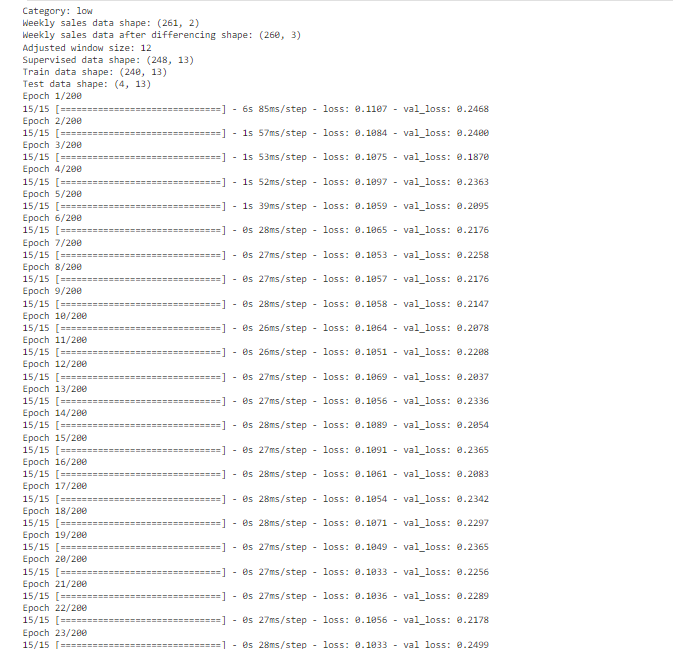 Category: low
Weekly sales data shape: (261, 2)
Weekly sales data after differencing shape: (260, 3)
Adjusted window size: 12
Supervised data shape: (248, 13)
Train data shape: (240, 13)
Test data shape: (4, 13)
Epoch 1/200
15/15 [==============================] - 6s 85ms/step - loss: 0.1107 - val_loss: 0.2468
Epoch 2/200
15/15 [==============================] - 1s 57ms/step - loss: 0.1084 - val_loss: 0.2400
Epoch 3/200
15/15 [==============================] - 1s 53ms/step - loss: 0.1075 - val_loss: 0.1870
Epoch 4/200
15/15 [==============================] - 1s 52ms/step - loss: 0.1097 - val_loss: 0.2363
Epoch 5/200
15/15 [==============================] - 1s 39ms/step - loss: 0.1059 - val_loss: 0.2095
Epoch 6/200
15/15 [==============================] - 0s 28ms/step - loss: 0.1065 - val_loss: 0.2176
Epoch 7/200
15/15 [==============================] - 0s 27ms/step - loss: 0.1053 - val_loss: 0.2258
Epoch 8/200
15/15 [==============================] - 0s 27ms/step - loss: 0.1057 - val_loss: 0.2176
Epoch 9/200
15/15 [==============================] - 0s 28ms/step - loss: 0.1058 - val_loss: 0.2147
Epoch 10/200
15/15 [==============================] - 0s 26ms/step - loss: 0.1064 - val_loss: 0.2078
Epoch 11/200
15/15 [==============================] - 0s 26ms/step - loss: 0.1051 - val_loss: 0.2208
Epoch 12/200
15/15 [==============================] - 0s 27ms/step - loss: 0.1069 - val_loss: 0.2037
Epoch 13/200
15/15 [==============================] - 0s 27ms/step - loss: 0.1056 - val_loss: 0.2336
Epoch 14/200
15/15 [==============================] - 0s 28ms/step - loss: 0.1089 - val_loss: 0.2054
Epoch 15/200
15/15 [==============================] - 0s 27ms/step - loss: 0.1091 - val_loss: 0.2365
Epoch 16/200
15/15 [==============================] - 0s 28ms/step - loss: 0.1061 - val_loss: 0.2083
Epoch 17/200
15/15 [==============================] - 0s 28ms/step - loss: 0.1054 - val_loss: 0.2342
Epoch 18/200
15/15 [==============================] - 0s 28ms/step - loss: 0.1071 - val_loss: 0.2297
Epoch 19/200
15/15 [==============================] - 0s 27ms/step - loss: 0.1049 - val_loss: 0.2365
Epoch 20/200
15/15 [==============================] - 0s 27ms/step - loss: 0.1033 - val_loss: 0.2256
Epoch 21/200
15/15 [==============================] - 0s 27ms/step - loss: 0.1036 - val_loss: 0.2289
Epoch 22/200
15/15 [==============================] - 0s 27ms/step - loss: 0.1056 - val_loss: 0.2178
Epoch 23/200
15/15 [==============================] - 0s 28ms/step - loss: 0.1033 - val_loss: 0.2499